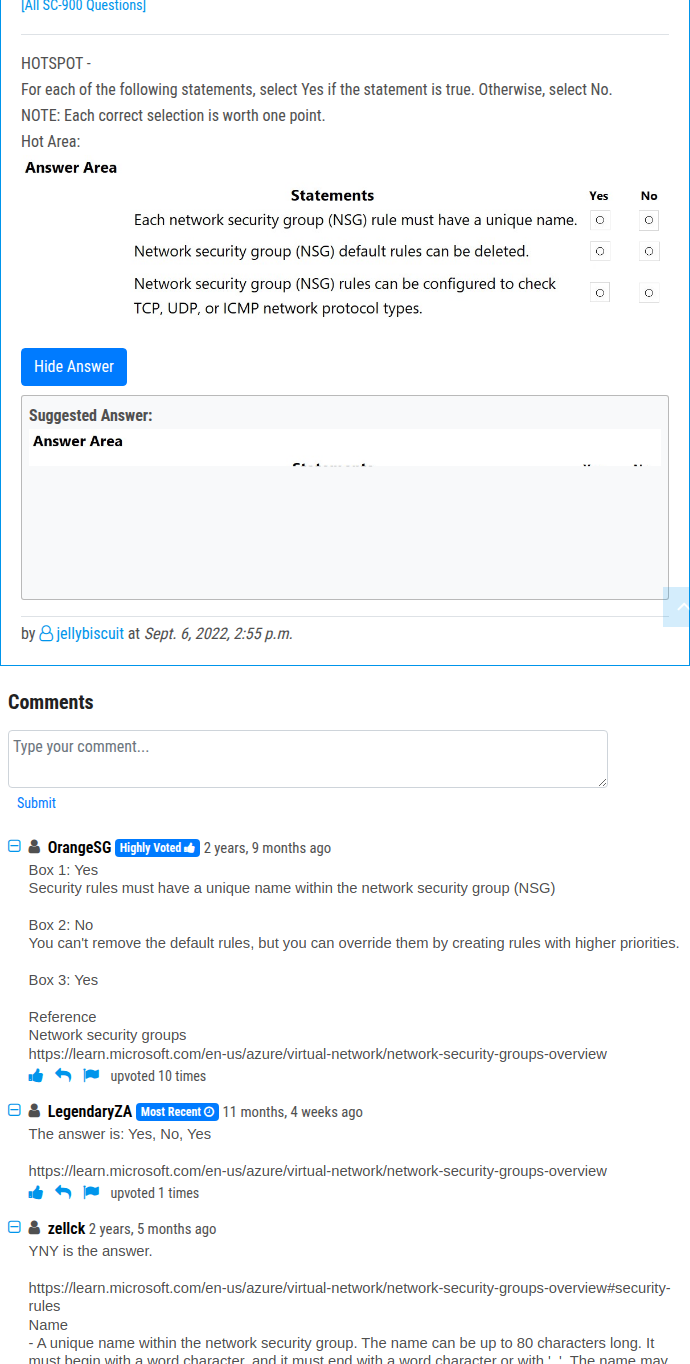 [All SC-900 Questions]
HOTSPOT -
For each of the following statements, select Yes if the statement is true. Otherwise, select No.
NOTE: Each correct selection is worth one point.
Hot Area:
Answer Area
Statements Yes No
Each network security group (NSG) rule must have a unique name.
Network security group (NSG) default rules can be deleted.
Network security group (NSG) rules can be configured to check
TCP, UDP, or ICMP network protocol types.
Hide Answer
Suggested Answer:
Answer Area
by jellybiscuit at Sept. 6, 2022, 2:55 p.m.
Comments
Type your comment...
Submit
OrangeSG Highly Voted 2 years, 9 months ago
Box 1: Yes
Security rules must have a unique name within the network security group (NSG)
Box 2: No
You can't remove the default rules, but you can override them by creating rules with higher priorities.
Box 3: Yes
Reference
Network security groups
https://learn.microsoft.com/en-us/azure/virtual-network/network-security-groups-overview
upvoted 10 times
LegendaryZA Most Recent 11 months, 4 weeks ago
The answer is: Yes, No, Yes
https://learn.microsoft.com/en-us/azure/virtual-network/network-security-groups-overview
upvoted 1 times
zellck 2 years, 5 months ago
YNY is the answer.
https://learn.microsoft.com/en-us/azure/virtual-network/network-security-groups-overview#security-
rules
Name
- A unique name within the network security group. The name can be up to 80 characters long. It
must begin with a word character, and it must end with a word character or with '_'. The name may